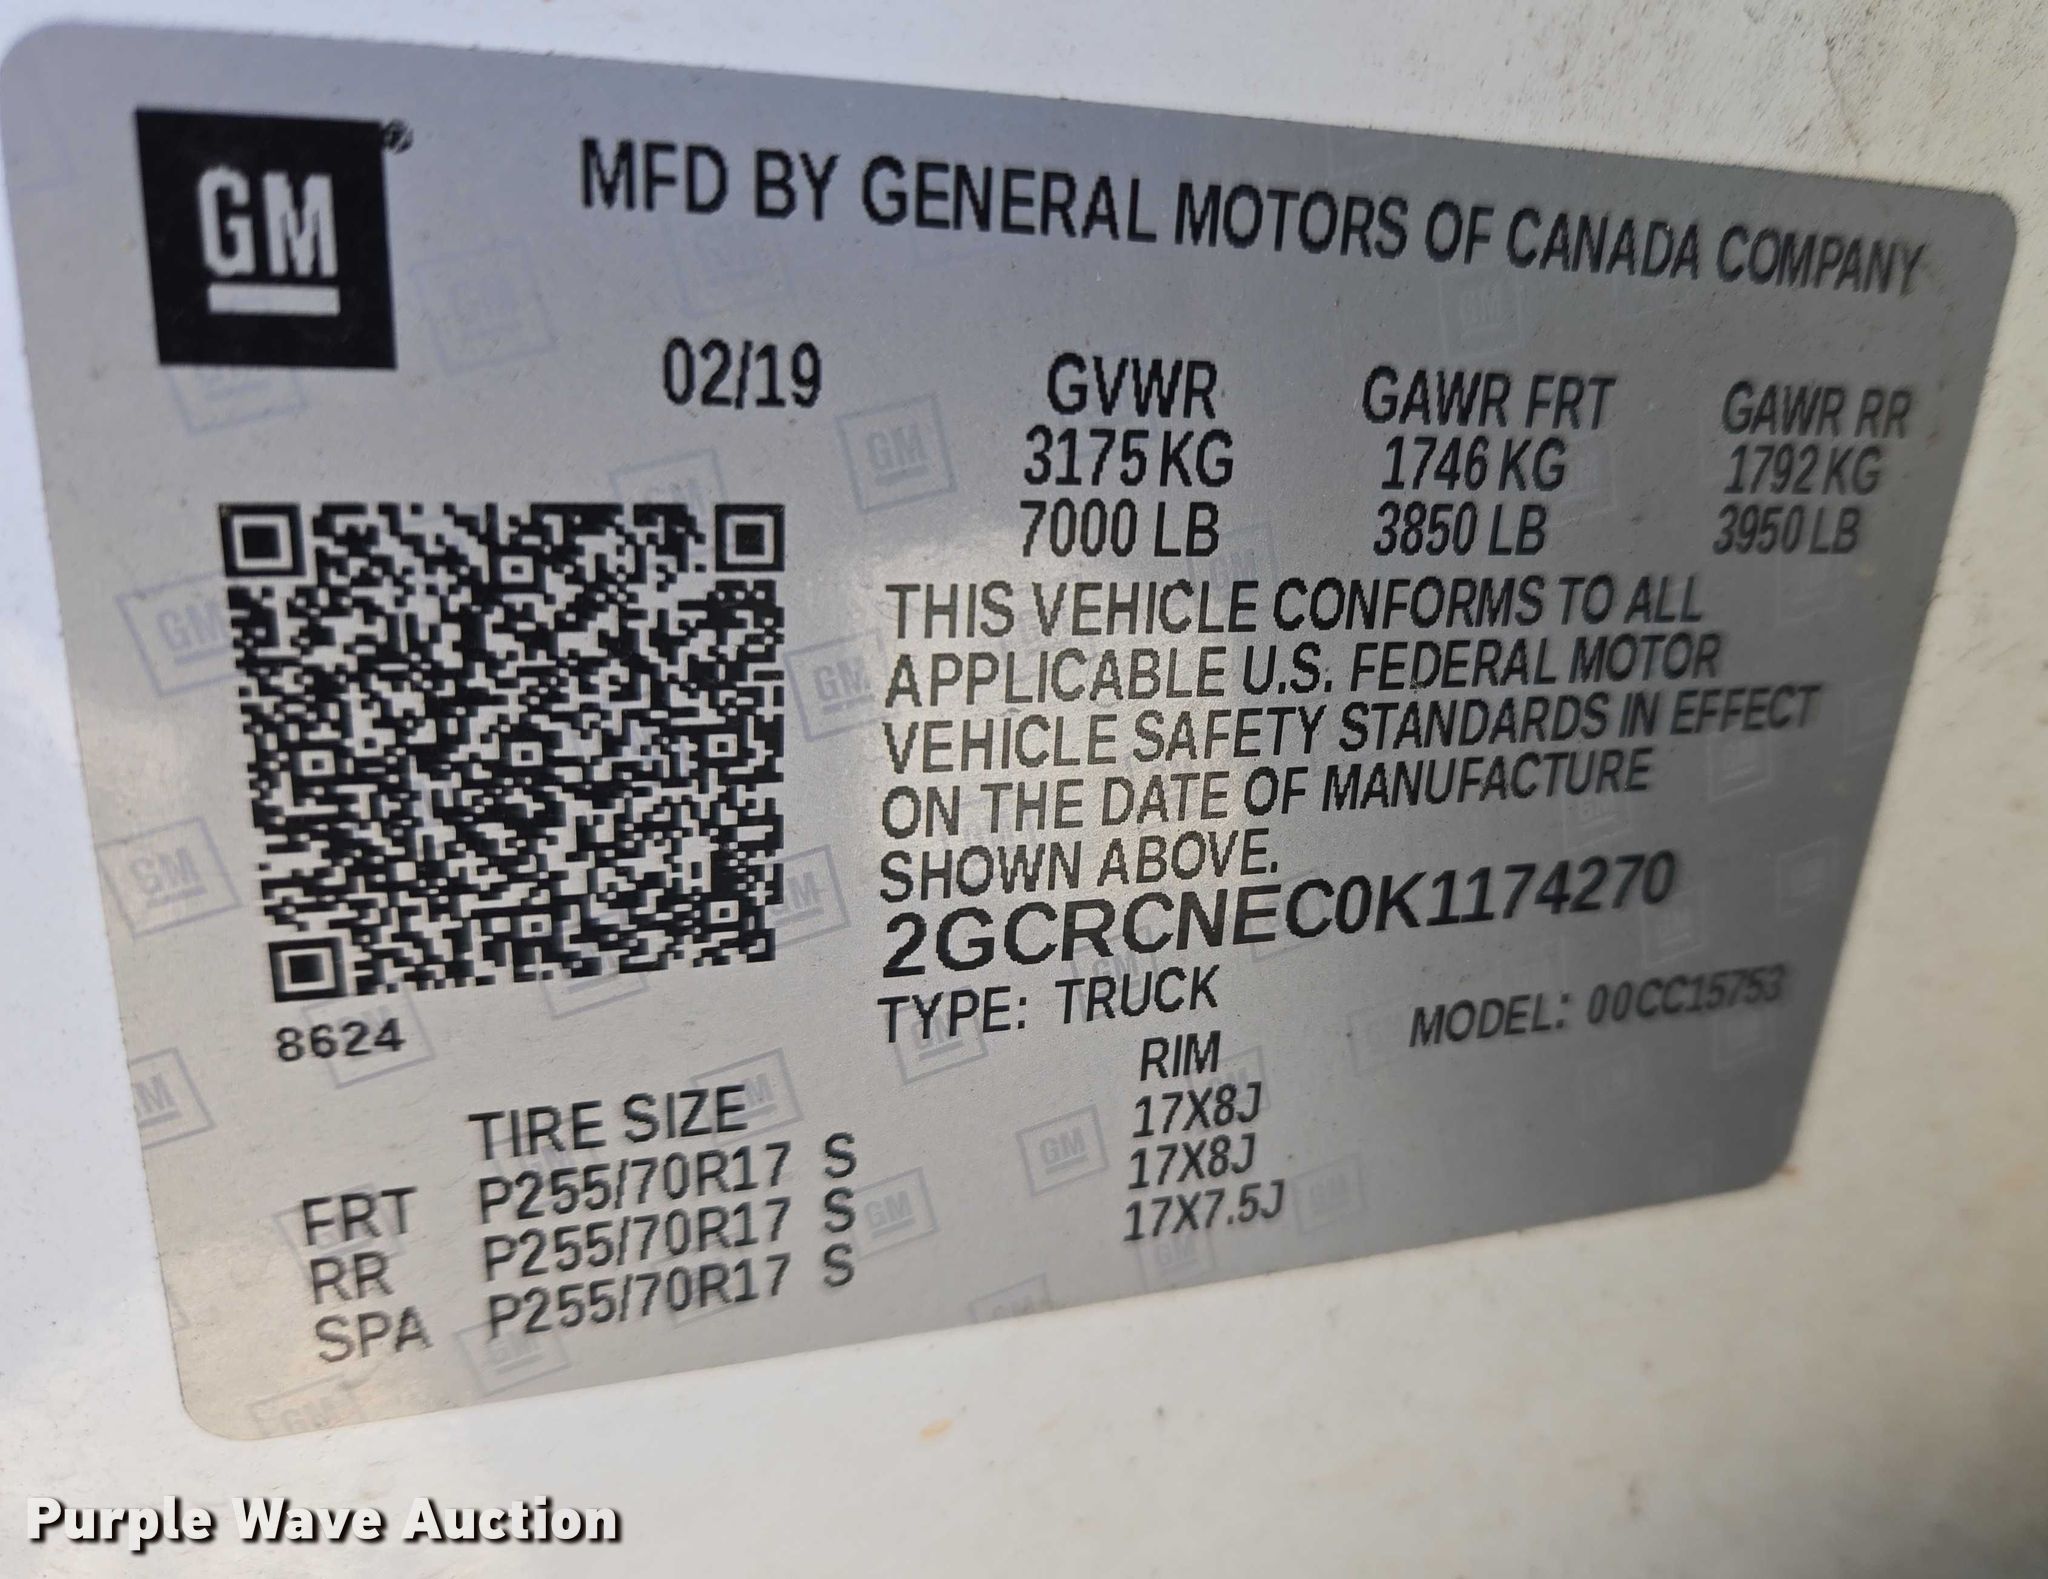 GM®
MFD BY GENERAL MOTORS OF CANADA COMPANY
02/19 GVWR GAWR FRT GAWR RR
3175 KG 1746 KG 1792 KG
7000 LB 3850 LB 3950 LB
THIS VEHICLE CONFORMS TO ALL
APPLICABLE U.S. FEDERAL MOTOR
VEHICLE SAFETY STANDARDS IN EFFECT
ON THE DATE OF MANUFACTURE
SHOWN ABOVE.
2GCRCNEC0K1174270
TYPE: TRUCK MODEL: 00CC15753
8624
TIRE SIZE RIM
FRT P255/70R17 S 17X8J
RR P255/70R17 S 17X8J
SPA P255/70R17 S 17X7.5J
Purple Wave Auction